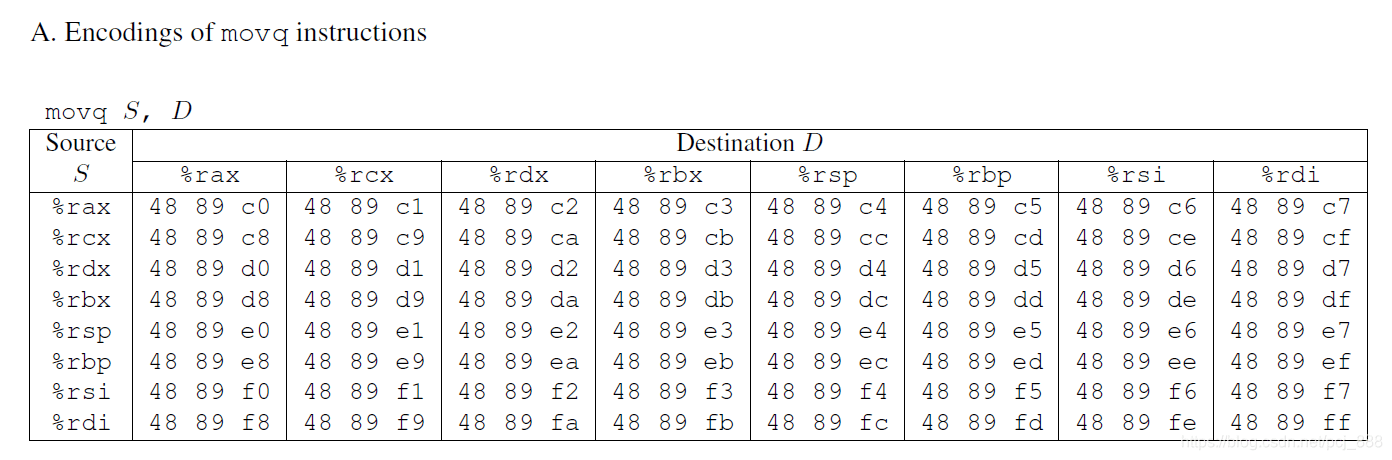 A. Encodings of movq instructions
movq S, D
Source Destination D
S %rax %rcx %rdx %rbx %rsp %rbp %rsi %rdi
%rax 48 89 c0 48 89 c1 48 89 c2 48 89 c3 48 89 c4 48 89 c5 48 89 c6 48 89 c7
%rcx 48 89 c8 48 89 c9 48 89 ca 48 89 cb 48 89 cc 48 89 cd 48 89 ce 48 89 cf
%rdx 48 89 d0 48 89 d1 48 89 d2 48 89 d3 48 89 d4 48 89 d5 48 89 d6 48 89 d7
%rbx 48 89 d8 48 89 d9 48 89 da 48 89 db 48 89 dc 48 89 dd 48 89 de 48 89 df
%rsp 48 89 e0 48 89 e1 48 89 e2 48 89 e3 48 89 e4 48 89 e5 48 89 e6 48 89 e7
%rbp 48 89 e8 48 89 e9 48 89 ea 48 89 eb 48 89 ec 48 89 ed 48 89 ee 48 89 ef
%rsi 48 89 f0 48 89 f1 48 89 f2 48 89 f3 48 89 f4 48 89 f5 48 89 f6 48 89 f7
%rdi 48 89 f8 48 89 f9 48 89 fa 48 89 fb 48 89 fc 48 89 fd 48 89 fe 48 89 ff